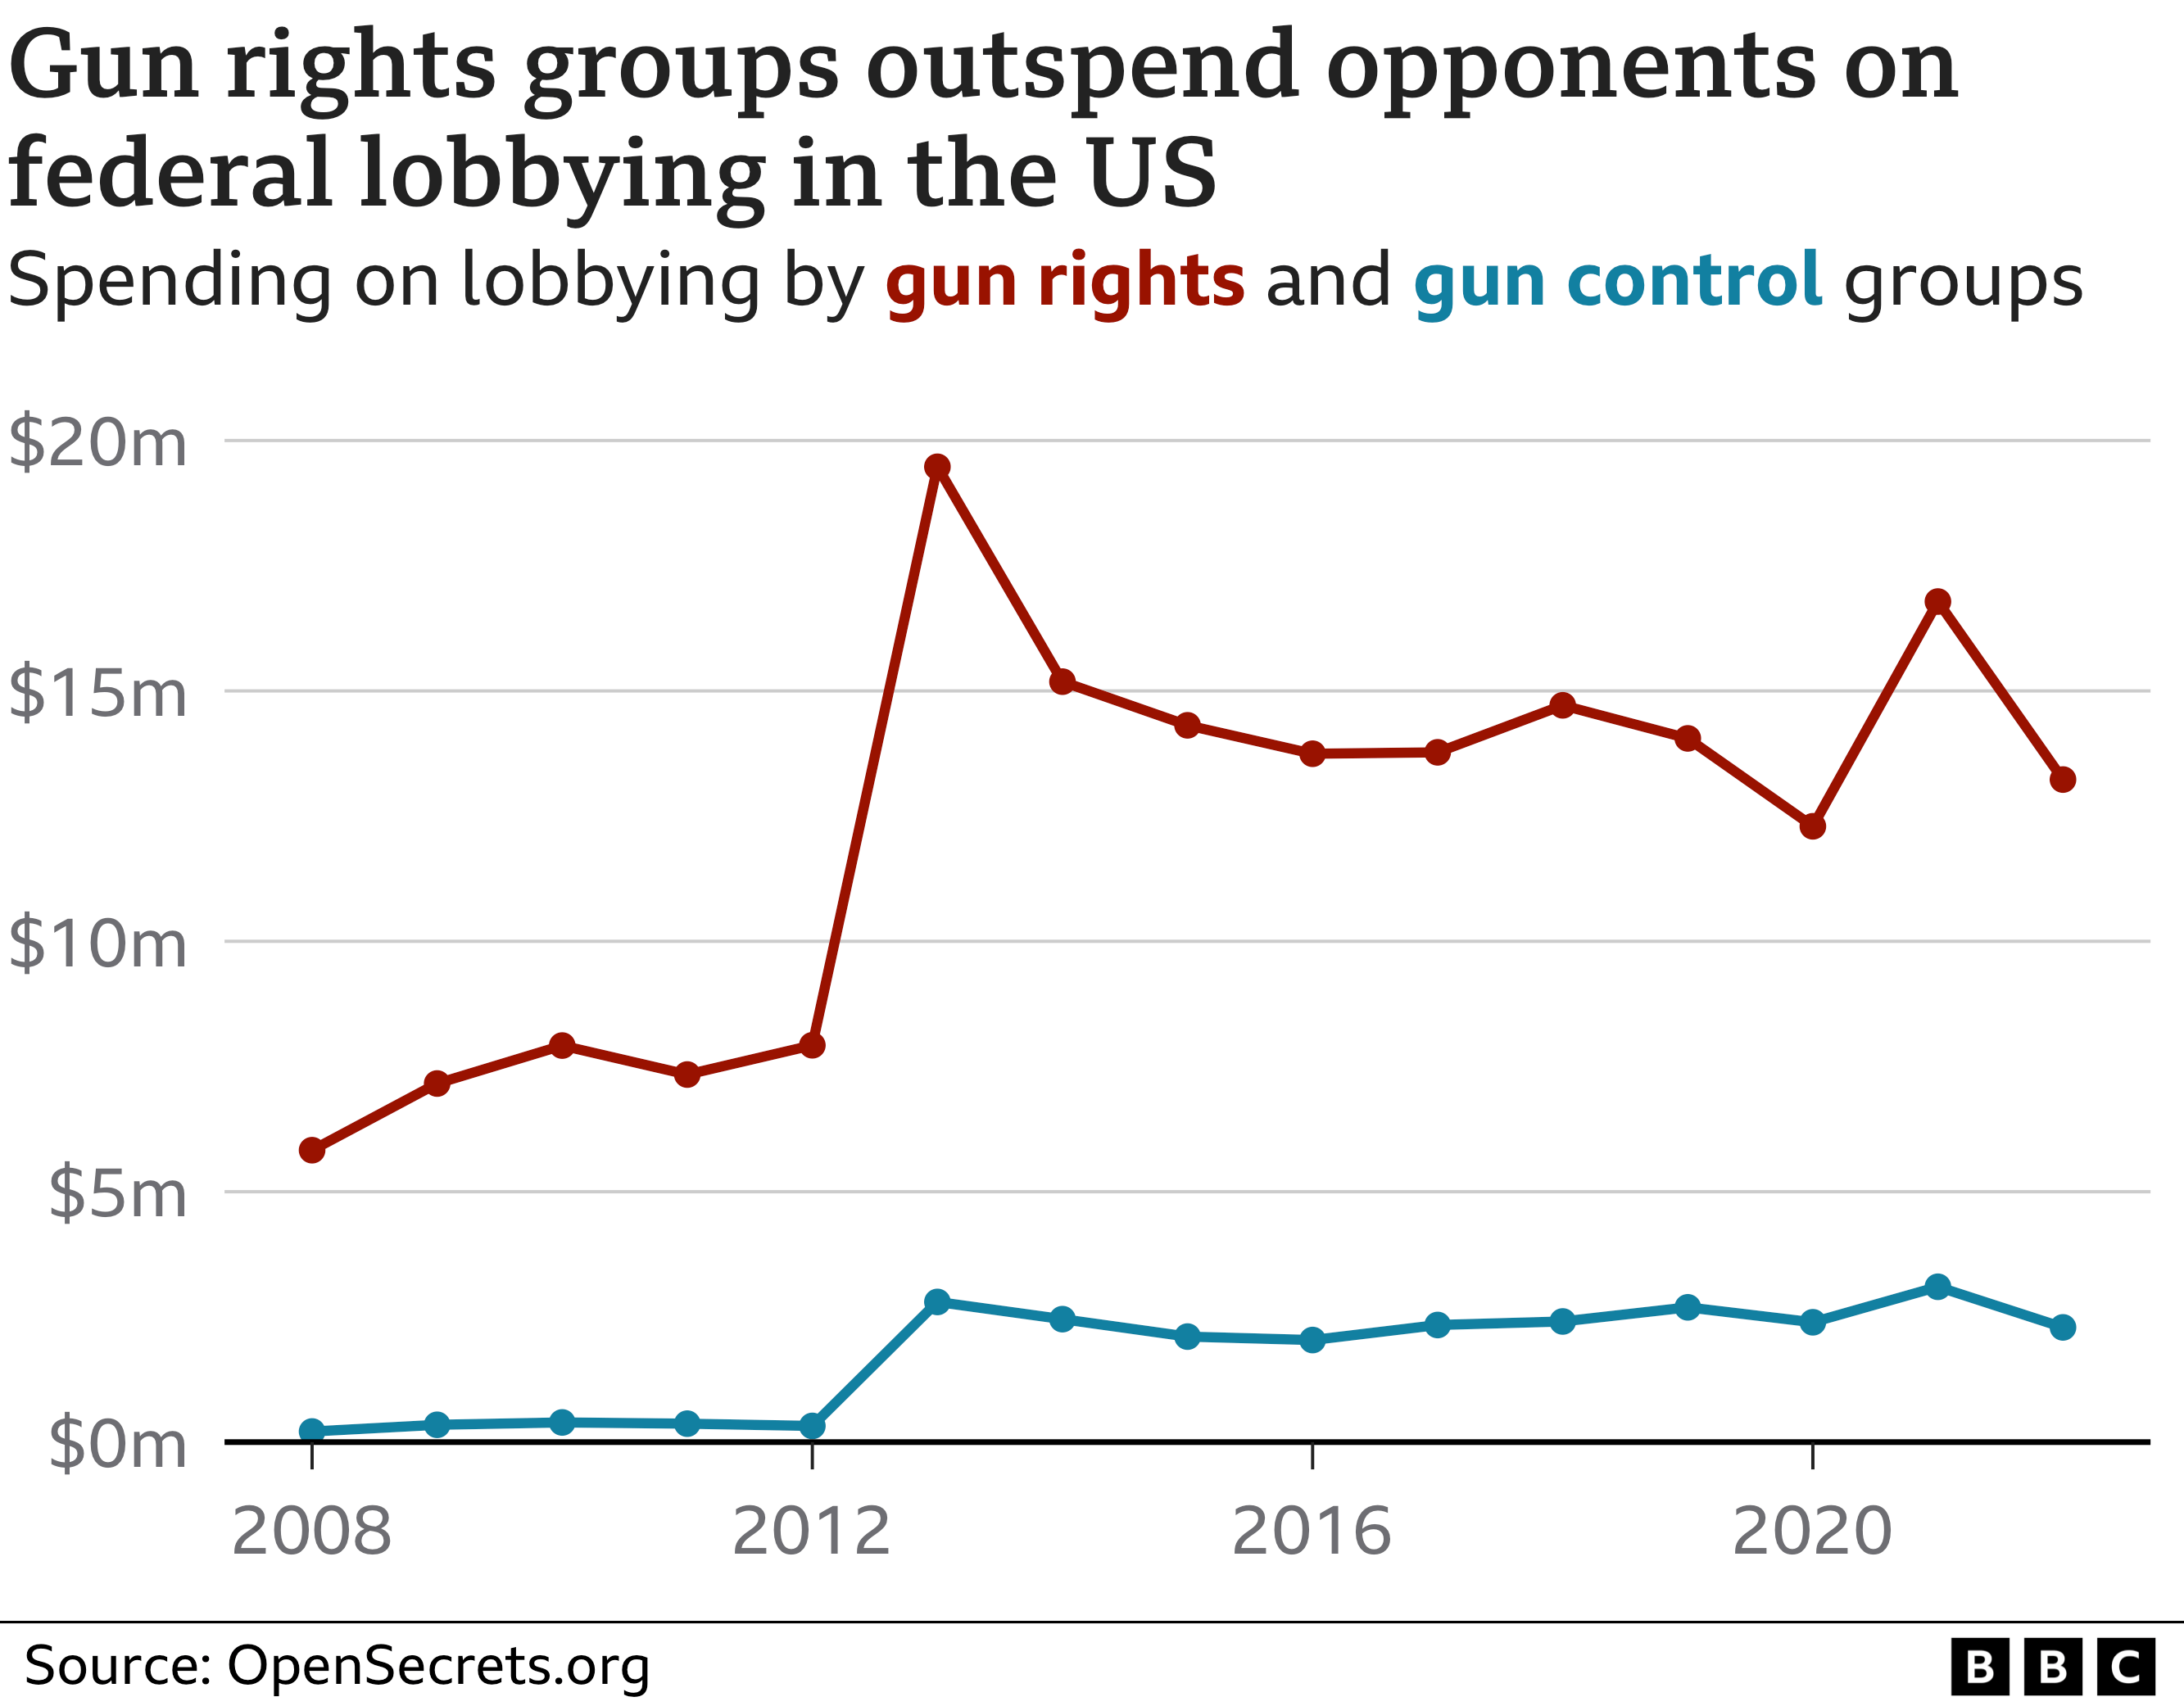 Gun rights groups outspend opponents on
federal lobbying in the US
Spending on lobbying by gun rights and gun control groups
$20m
$15m
$10m
$5m
$0m
2008 2012 2016 2020
Source: OpenSecrets.org
BBC